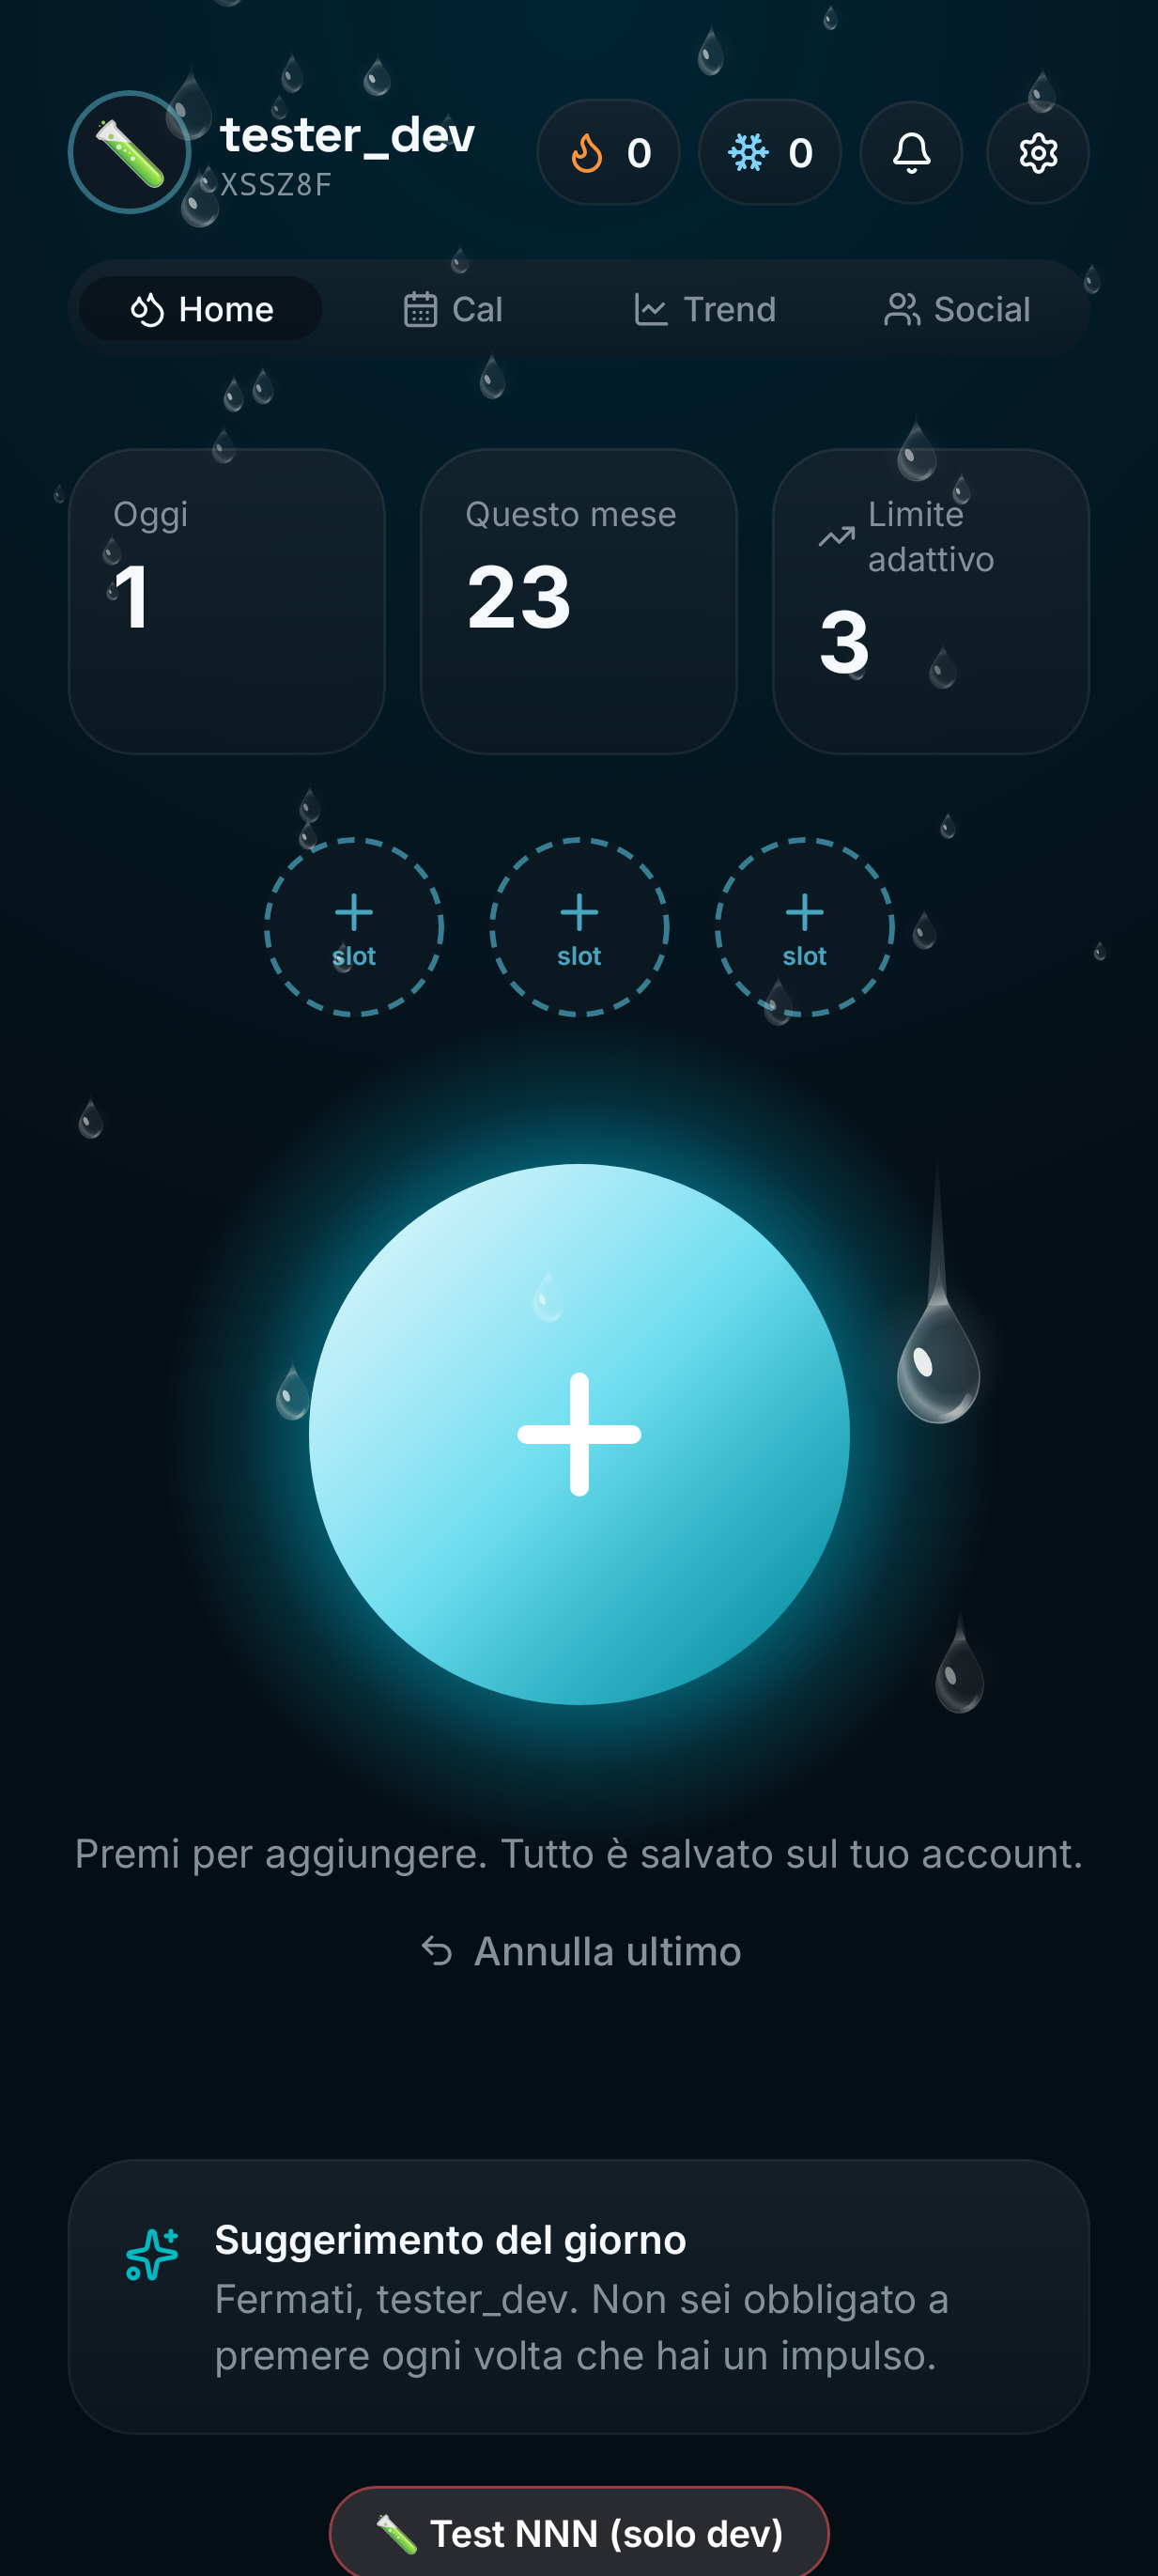 tester_dev
XSSZ8F
0
0
Home
Cal
Trend
Social
Oggi
1
Questo mese
23
Limite
adattivo
3
slot
slot
slot
Premi per aggiungere. Tutto è salvato sul tuo account.
Annulla ultimo
Suggerimento del giorno
Fermati, tester_dev. Non sei obbligato a
premere ogni volta che hai un impulso.
Test NNN (solo dev)